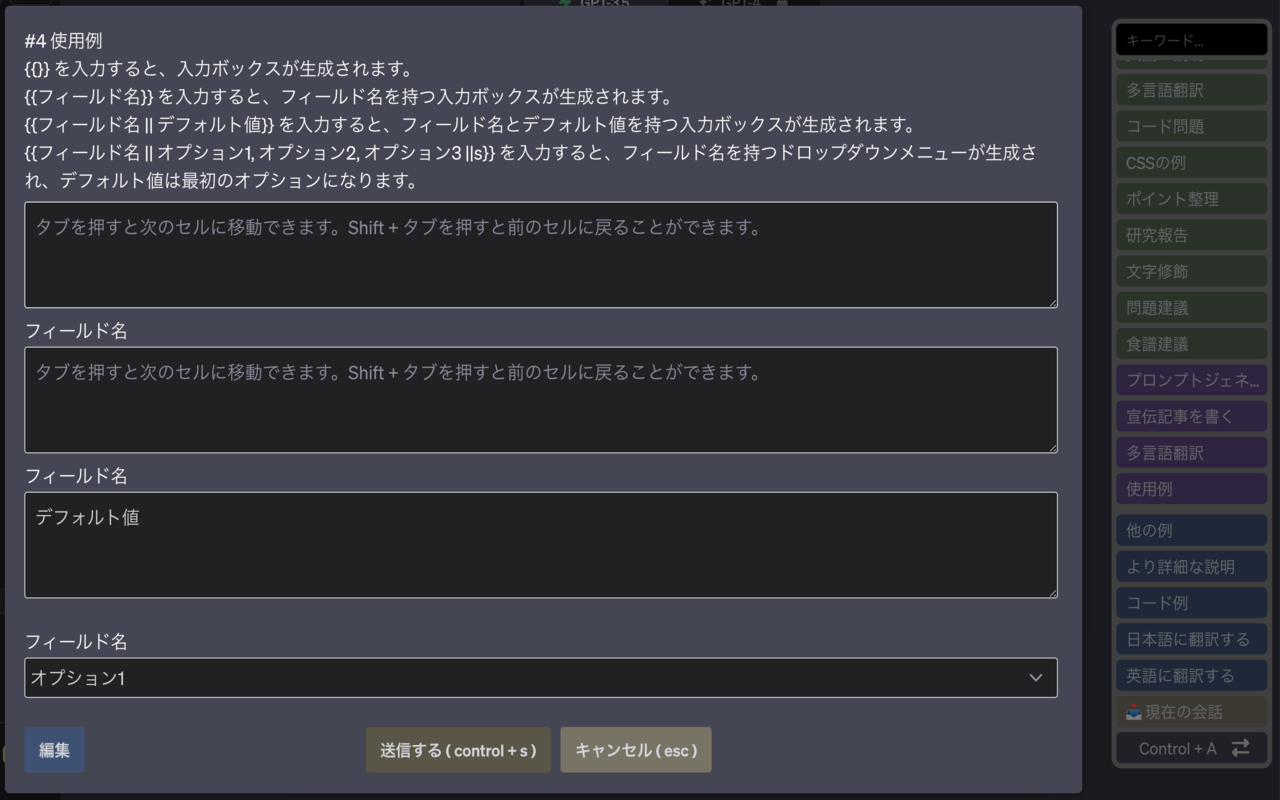 GPT-3.5
GPT-4
#4 使用例
{{}} を入力すると、入力ボックスが生成されます。
{{フィールド名}} を入力すると、フィールド名を持つ入力ボックスが生成されます。
{{フィールド名 || デフォルト値}} を入力すると、フィールド名とデフォルト値を持つ入力ボックスが生成されます。
{{フィールド名 || オプション1, オプション2, オプション3 ||s}} を入力すると、フィールド名を持つドロップダウンメニューが生成さ
れ、デフォルト値は最初のオプションになります。
タブを押すと次のセルに移動できます。Shift + タブを押すと前のセルに戻ることができます。
フィールド名
タブを押すと次のセルに移動できます。Shift + タブを押すと前のセルに戻ることができます。
フィールド名
デフォルト値
フィールド名
オプション1
編集
送信する ( control + s )
キャンセル ( esc )
キーワード...
多言語翻訳
コード問題
CSSの例
ポイント整理
研究報告
文字修飾
問題建議
食譜建議
プロンプトジェネ...
宣伝記事を書く
多言語翻訳
使用例
他の例
より詳細な説明
コード例
日本語に翻訳する
英語に翻訳する
現在の会話
Control + A